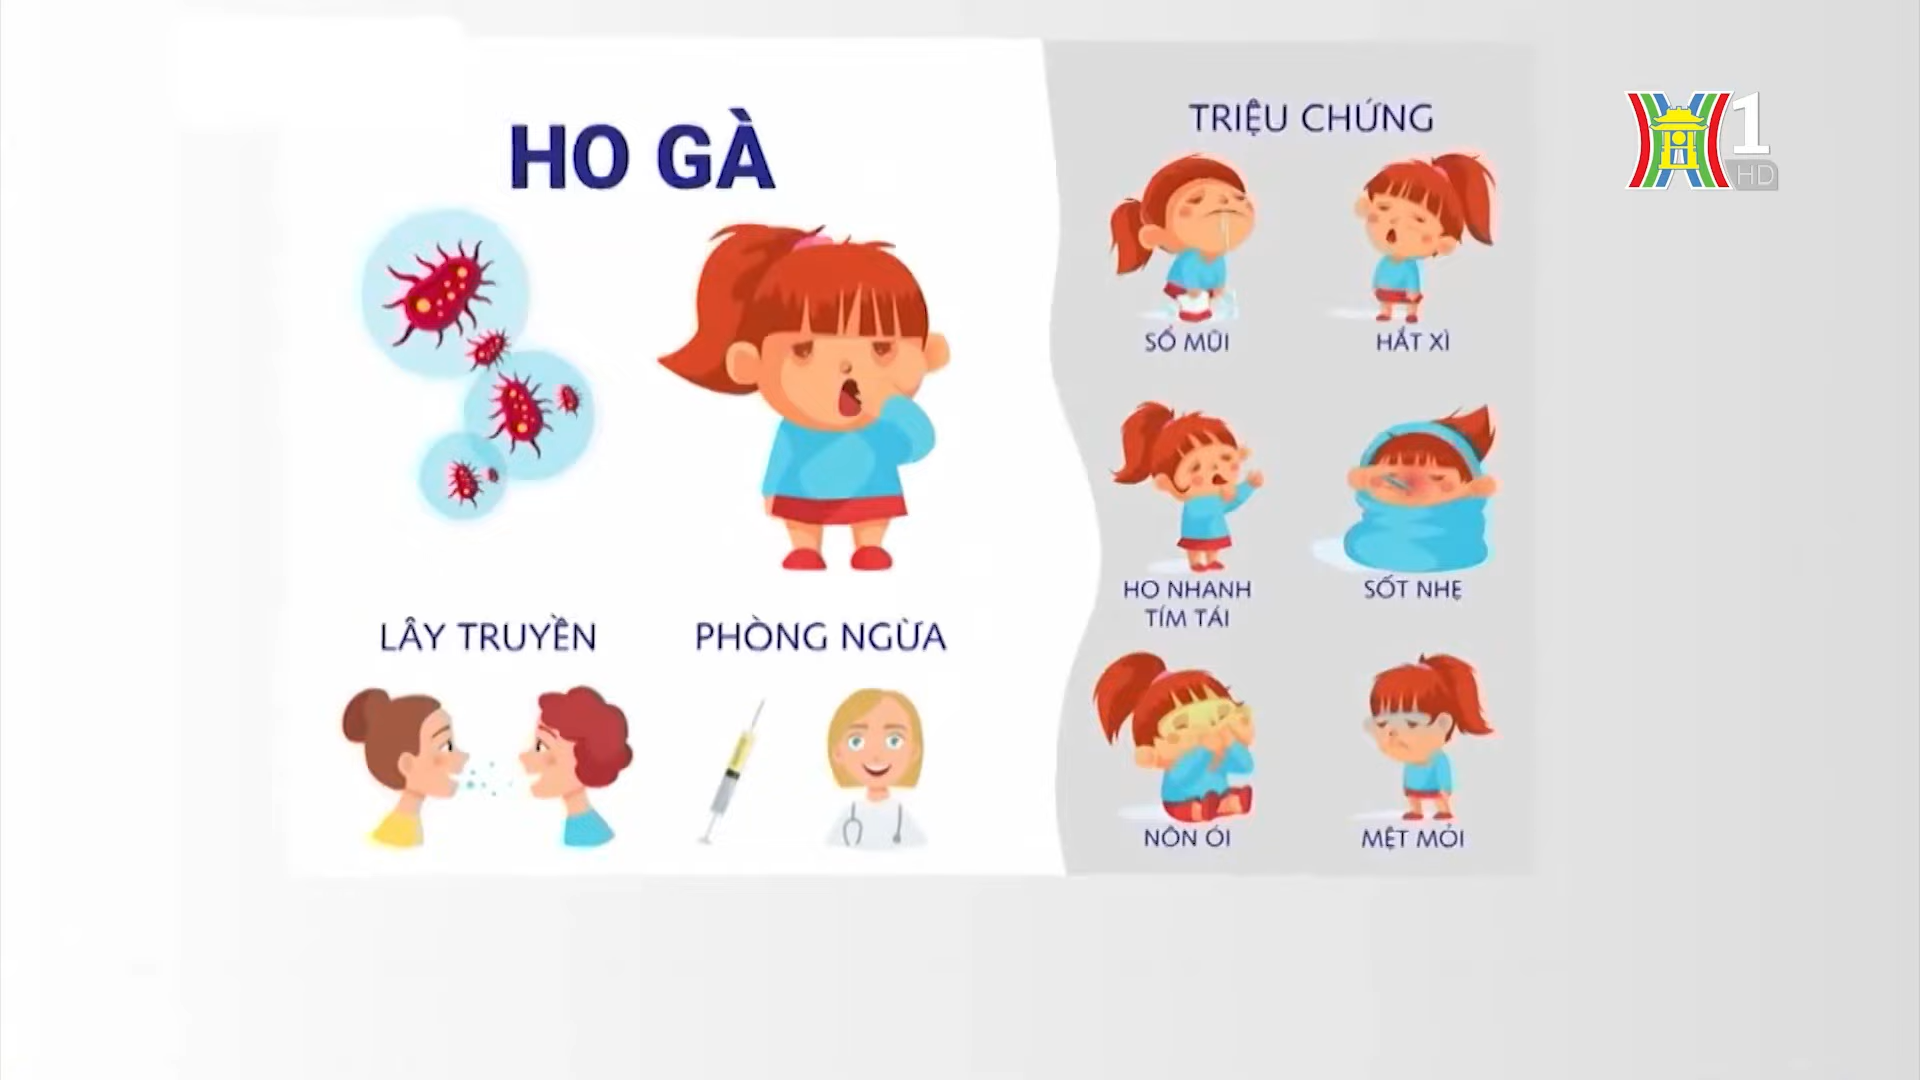 HO GÀ
LÂY TRUYỀN
PHÒNG NGỪA
TRIỆU CHỨNG
SỔ MŨI
HẮT XÌ
HO NHANH
TÍM TÁI
SỐT NHẸ
NÔN ÓI
MỆT MỎI
H1
HD